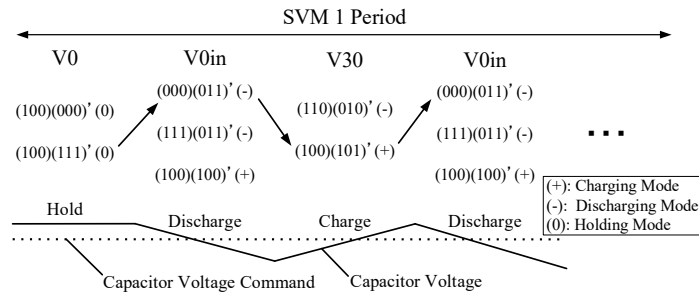 SVM 1 Period
V0 V0in V30 V0in
(000)(011)’(-) (000)(011)’(-)
(100)(000)’(0) (110)(010)’(-)
(111)(011)’(-) (111)(011)’(-)
(100)(111)’(0) (100)(101)’(+)
(100)(100)’(+) (100)(100)’(+)
(+): Charging Mode
(-): Discharging Mode
(0): Holding Mode
Hold Discharge Charge Discharge
Capacitor Voltage Command Capacitor Voltage